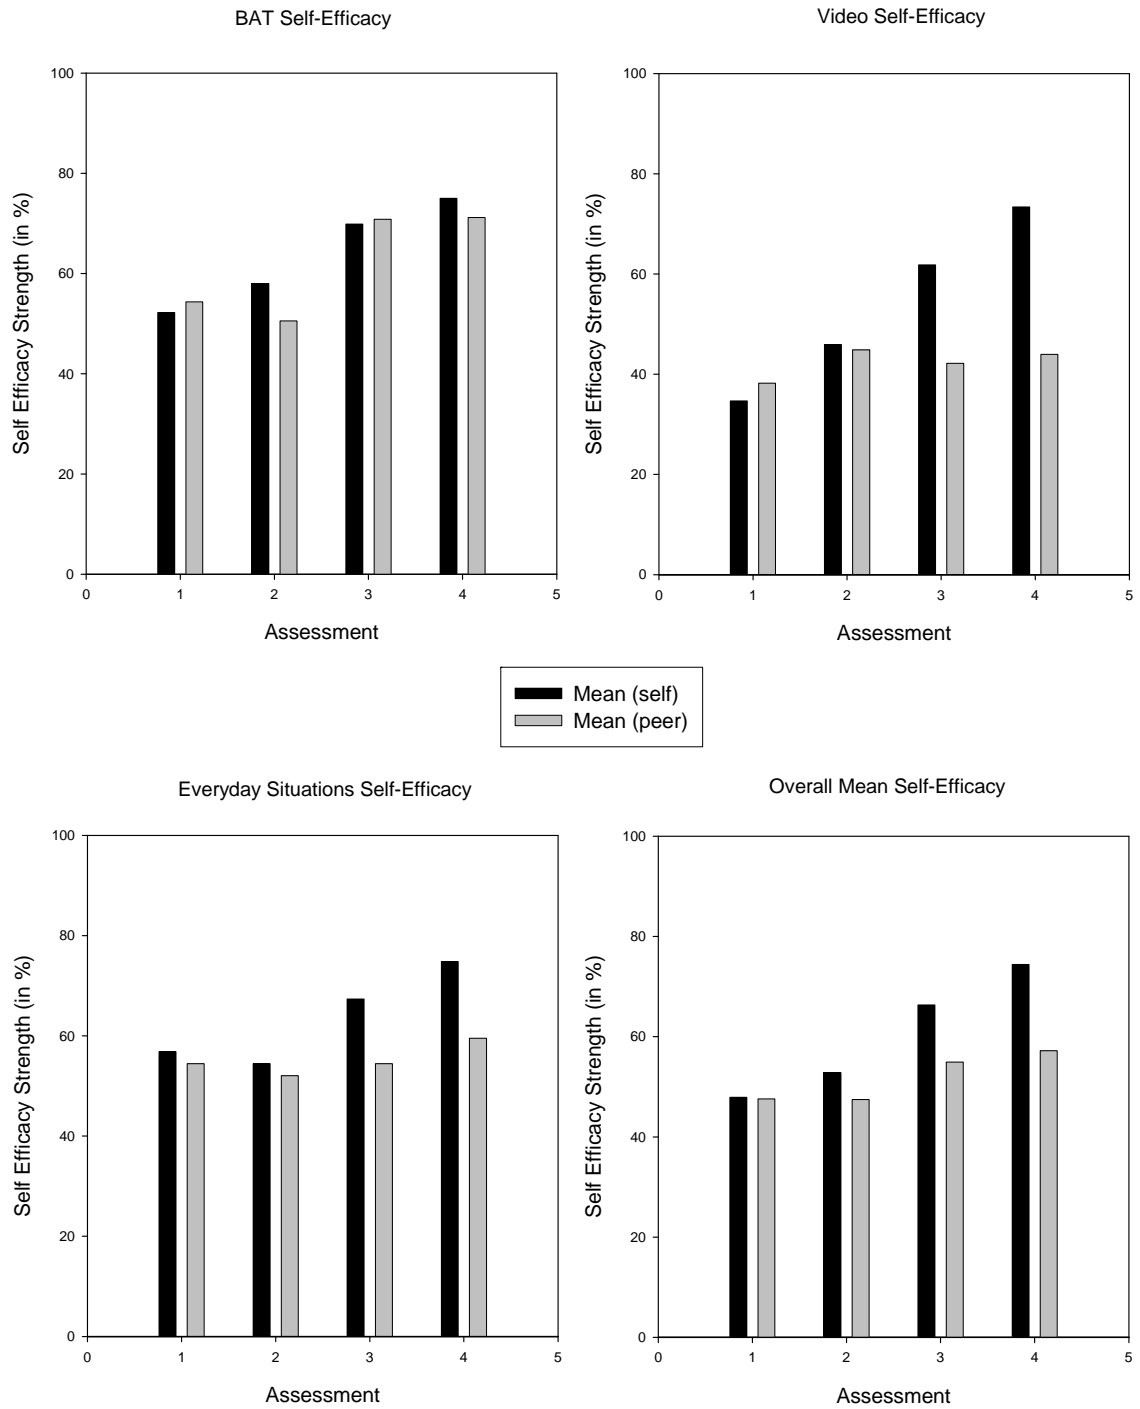 BAT Self-Efficacy
Self Efficacy Strength (in %)
100
80
60
40
20
0
0 1 2 3 4 5
Assessment
Video Self-Efficacy
Self Efficacy Strength (in %)
100
80
60
40
20
0
0 1 2 3 4 5
Assessment
Mean (self)
Mean (peer)
Everyday Situations Self-Efficacy
Self Efficacy Strength (in %)
100
80
60
40
20
0
0 1 2 3 4 5
Assessment
Overall Mean Self-Efficacy
Self Efficacy Strength (in %)
100
80
60
40
20
0
0 1 2 3 4 5
Assessment